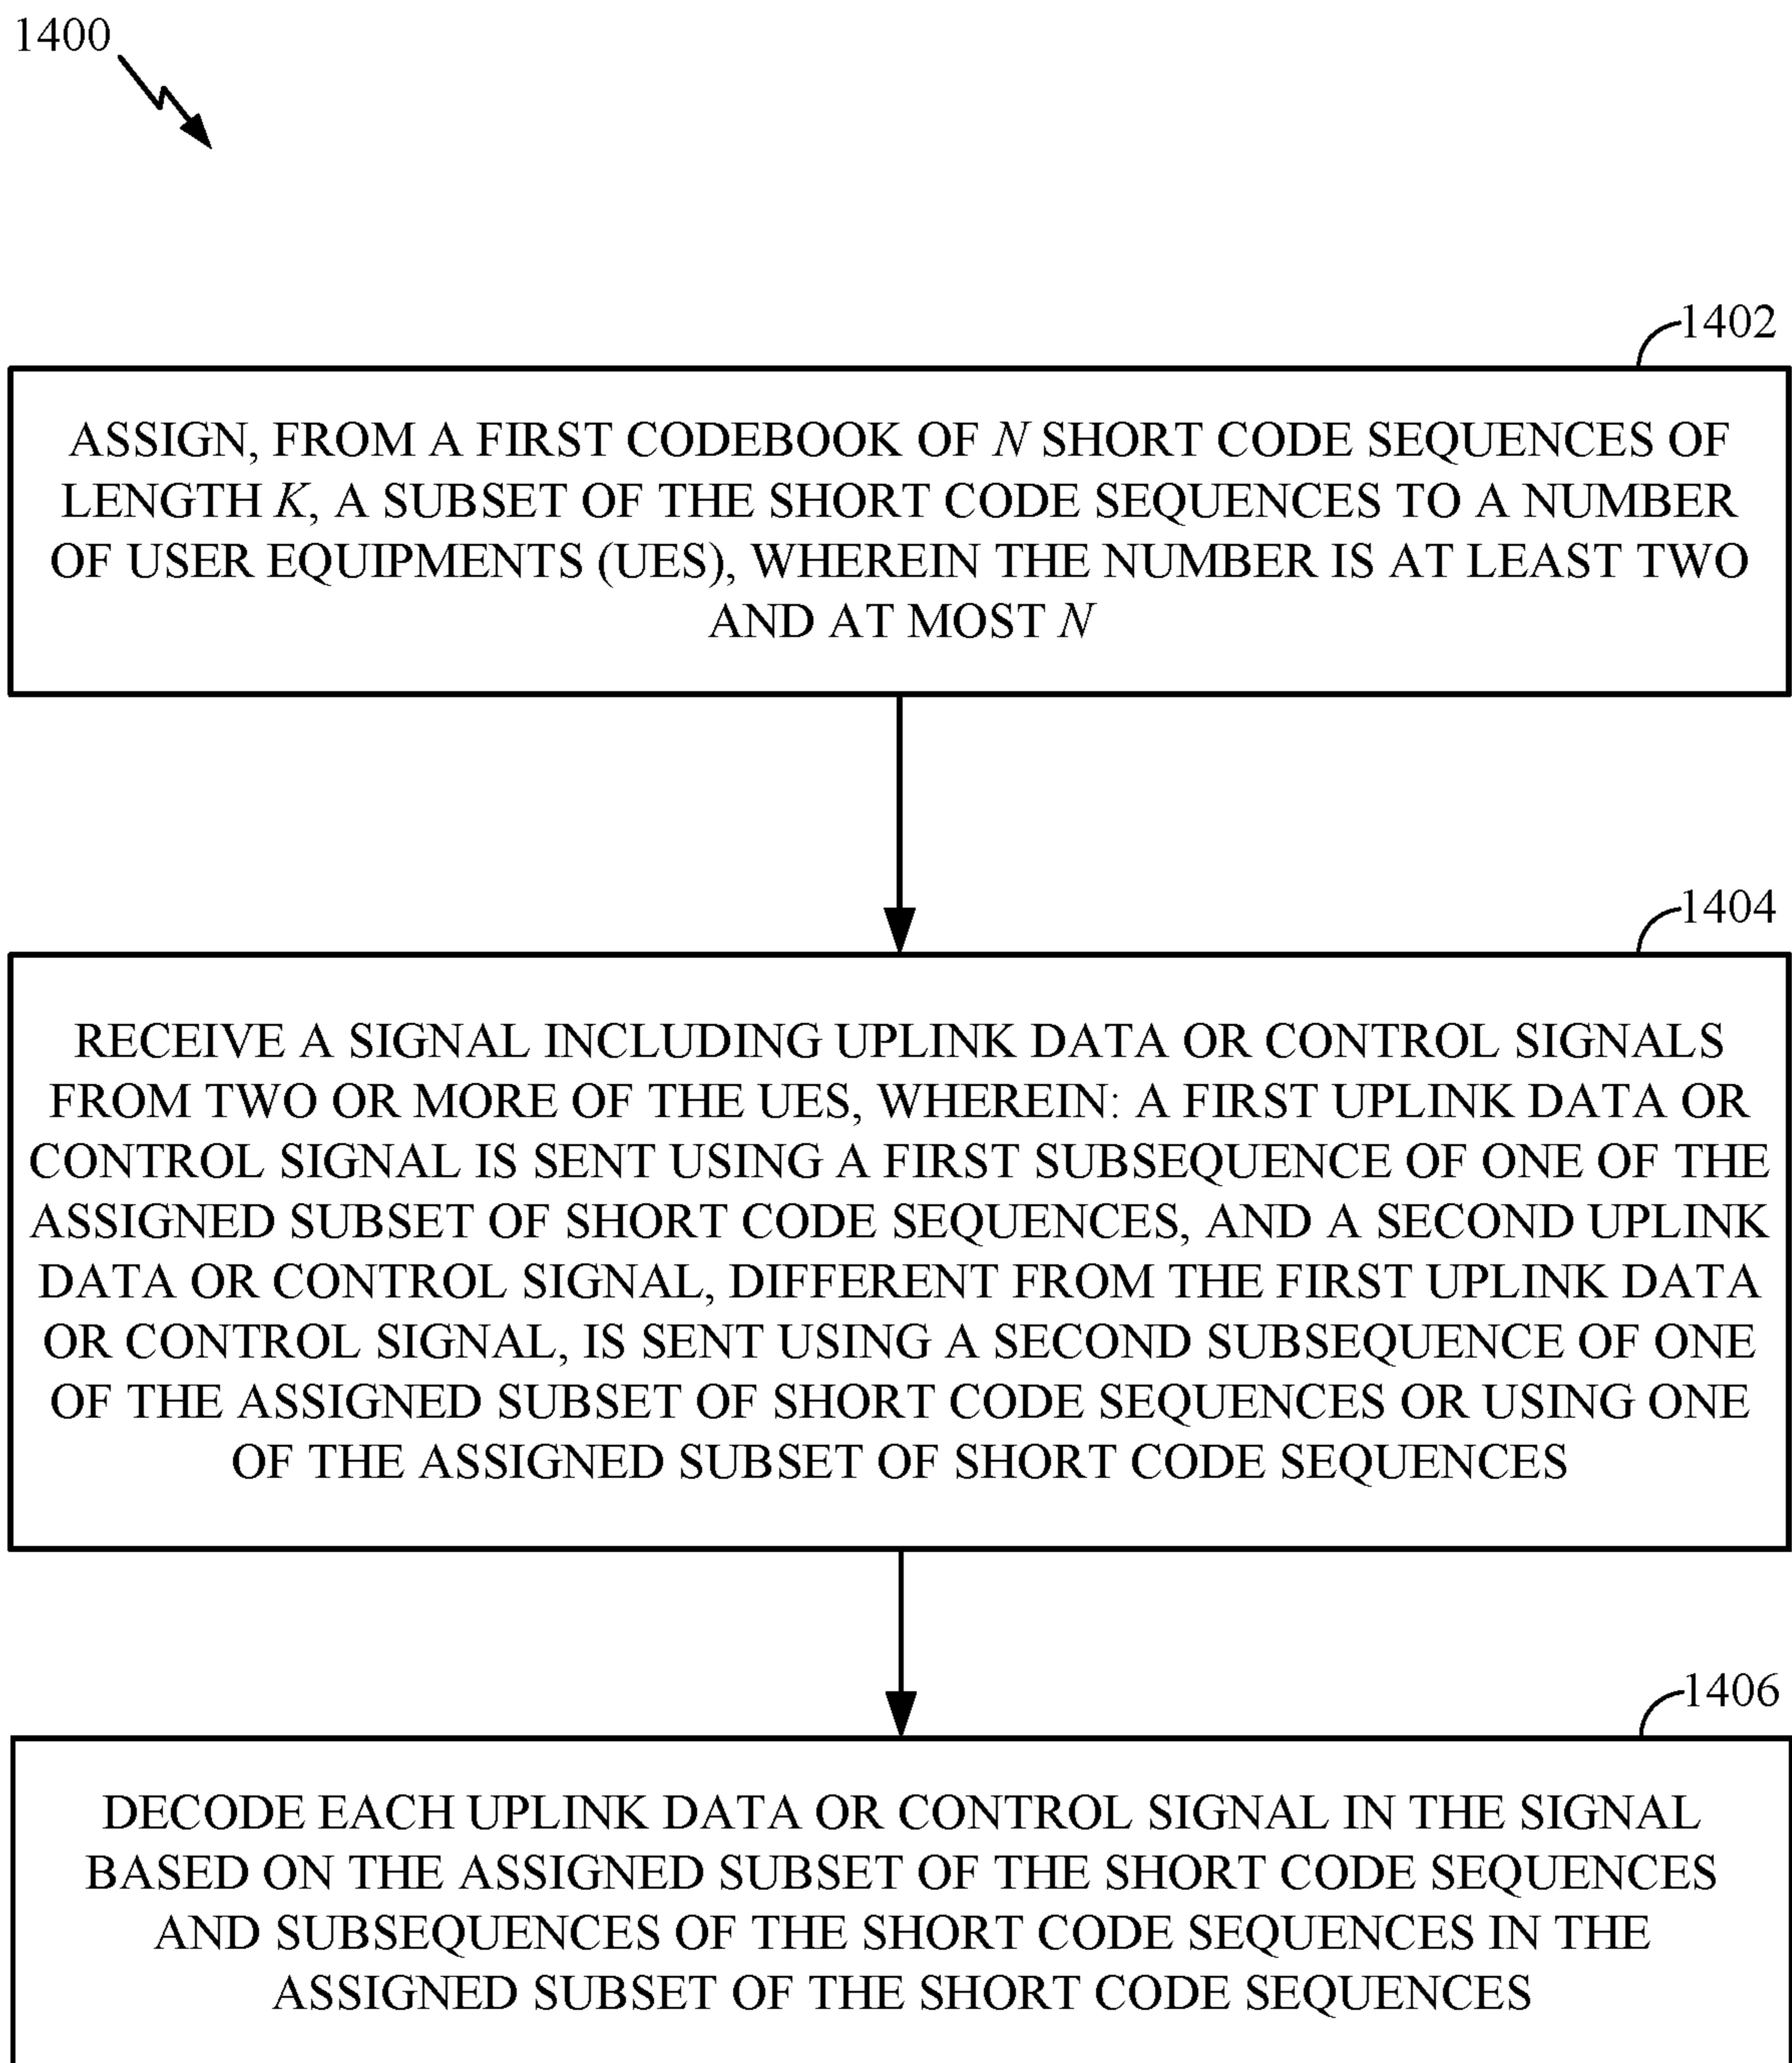 1400
1402
ASSIGN, FROM A FIRST CODEBOOK OF N SHORT CODE SEQUENCES OF
LENGTH K, A SUBSET OF THE SHORT CODE SEQUENCES TO A NUMBER
OF USER EQUIPMENTS (UES), WHEREIN THE NUMBER IS AT LEAST TWO
AND AT MOST N
1404
RECEIVE A SIGNAL INCLUDING UPLINK DATA OR CONTROL SIGNALS
FROM TWO OR MORE OF THE UES, WHEREIN: A FIRST UPLINK DATA OR
CONTROL SIGNAL IS SENT USING A FIRST SUBSEQUENCE OF ONE OF THE
ASSIGNED SUBSET OF SHORT CODE SEQUENCES, AND A SECOND UPLINK
DATA OR CONTROL SIGNAL, DIFFERENT FROM THE FIRST UPLINK DATA
OR CONTROL SIGNAL, IS SENT USING A SECOND SUBSEQUENCE OF ONE
OF THE ASSIGNED SUBSET OF SHORT CODE SEQUENCES OR USING ONE
OF THE ASSIGNED SUBSET OF SHORT CODE SEQUENCES
1406
DECODE EACH UPLINK DATA OR CONTROL SIGNAL IN THE SIGNAL
BASED ON THE ASSIGNED SUBSET OF THE SHORT CODE SEQUENCES
AND SUBSEQUENCES OF THE SHORT CODE SEQUENCES IN THE
ASSIGNED SUBSET OF THE SHORT CODE SEQUENCES